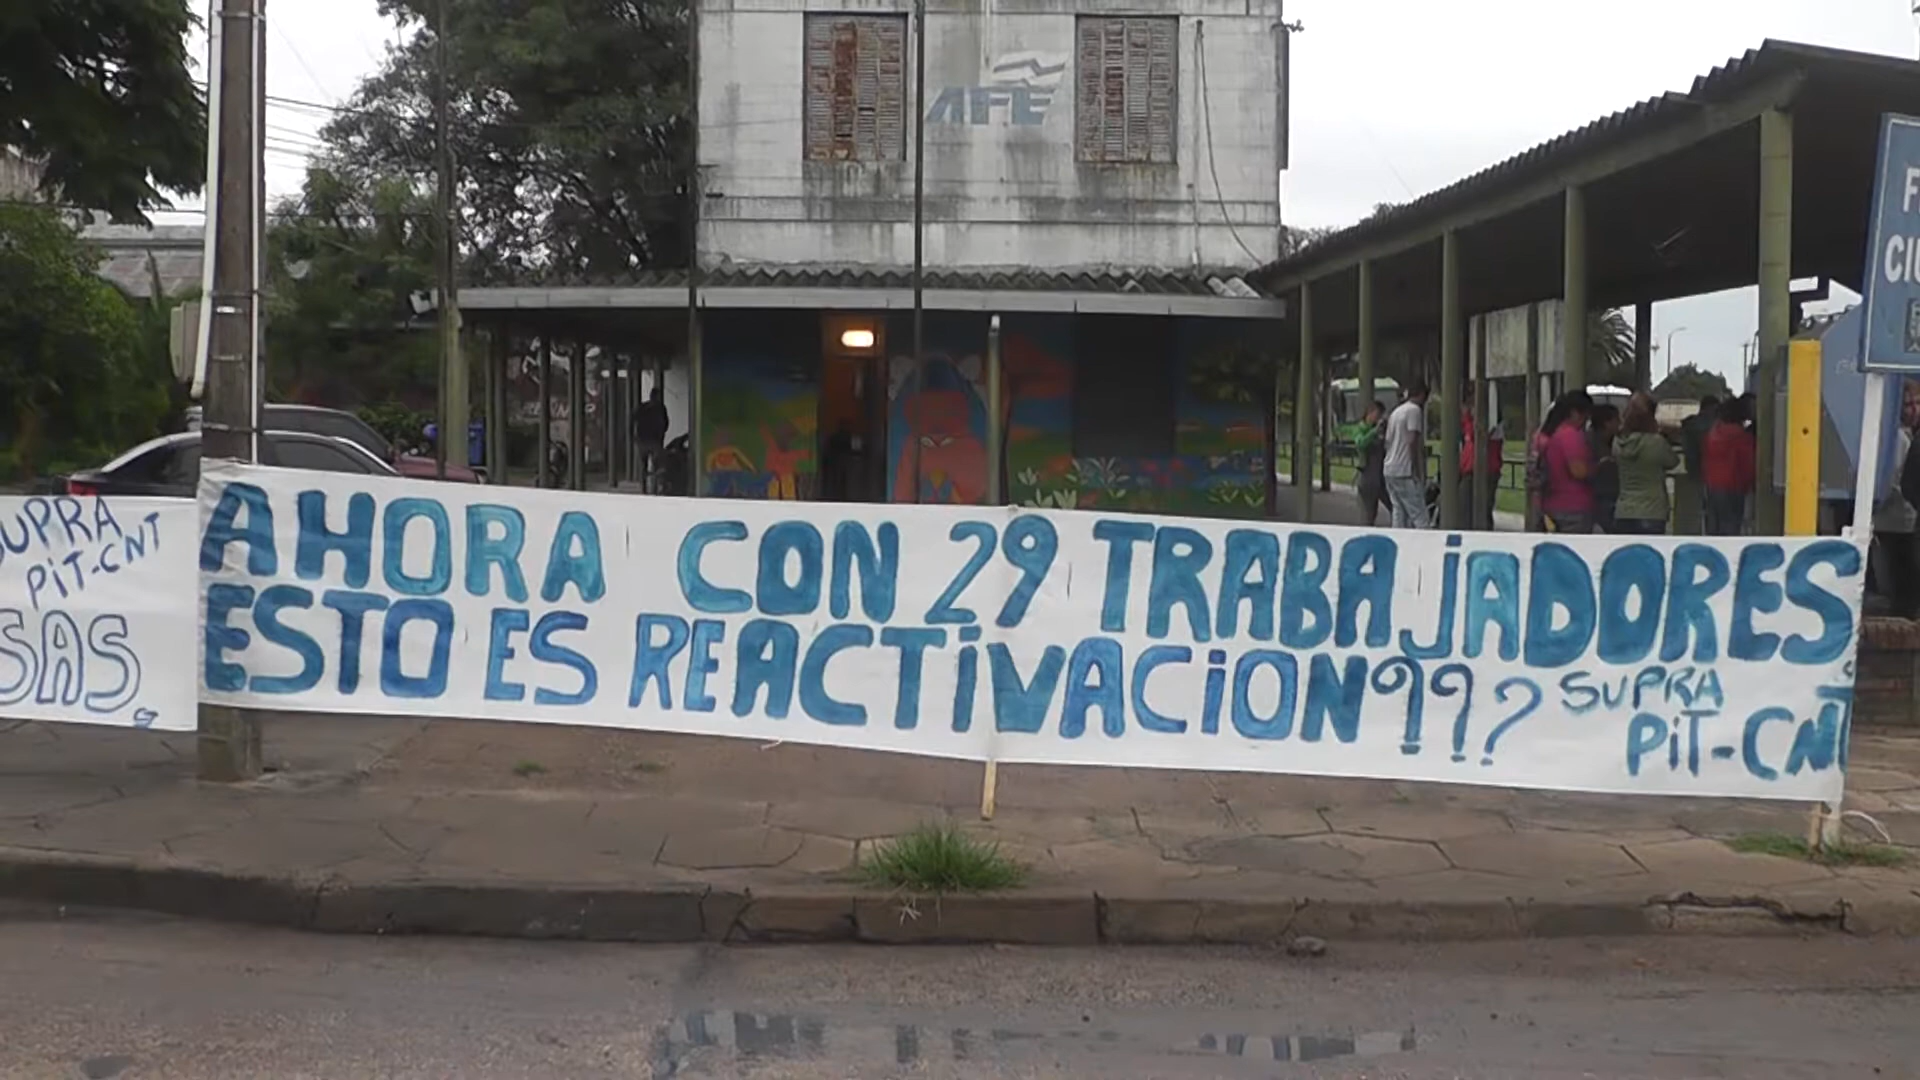 AFE
SUPRA
PiT-CNT
SAS
AHORA CON 29 TRABAJADORES
ESTO ES REACTIVACION???
SUPRA
PiT-CNT